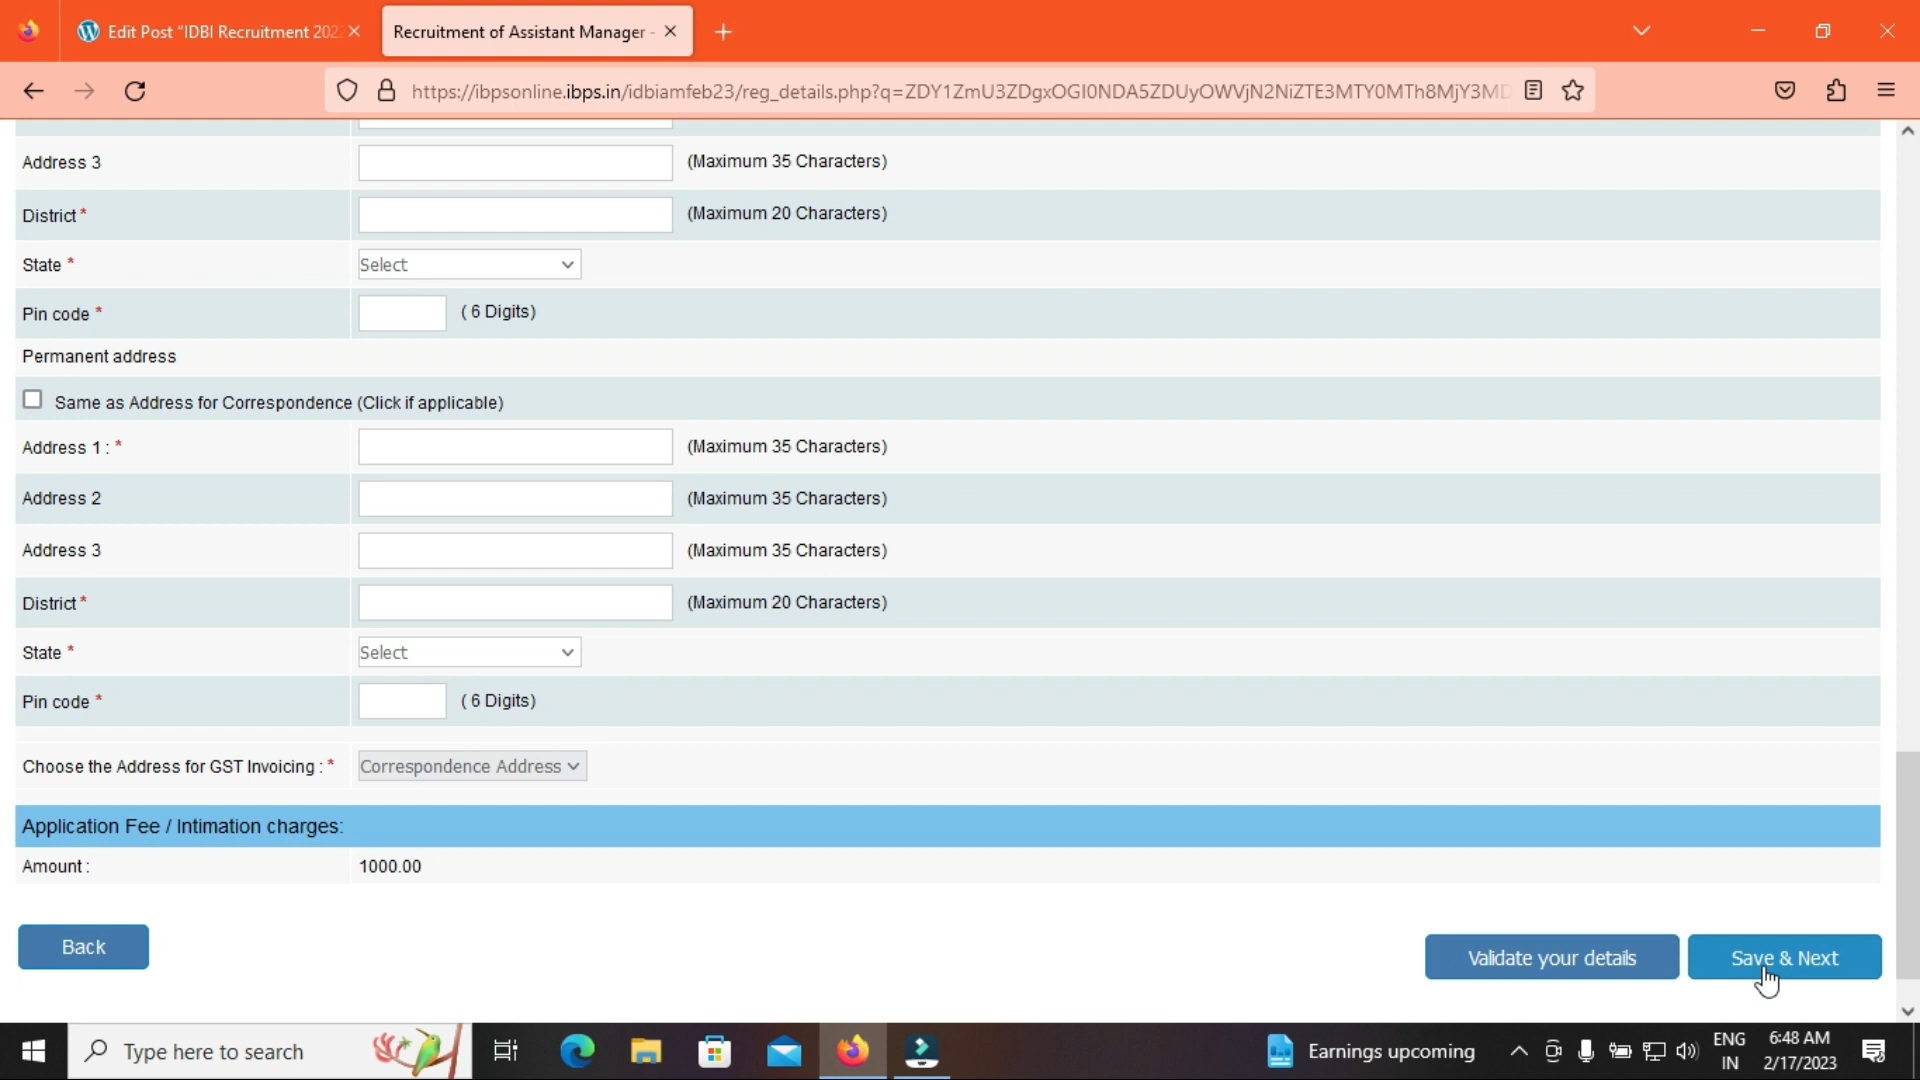 Edit Post "IDBI Recruitment 202
Recruitment of Assistant Manager -
https://ibpsonline.ibps.in/idbiamfeb23/reg_details.php?q=ZDY1ZmU3ZDgxOGI0NDA5ZDUyOWVjN2NiZTE3MTY0MTh8MjY3MD
Address 3 (Maximum 35 Characters)
District * (Maximum 20 Characters)
State * Select
Pin code * ( 6 Digits)
Permanent address
Same as Address for Correspondence (Click if applicable)
Address 1 : * (Maximum 35 Characters)
Address 2 (Maximum 35 Characters)
Address 3 (Maximum 35 Characters)
District * (Maximum 20 Characters)
State * Select
Pin code * ( 6 Digits)
Choose the Address for GST Invoicing : * Correspondence Address
Application Fee / Intimation charges:
Amount : 1000.00
Back
Validate your details
Save & Next
Type here to search
Earnings upcoming
ENG
IN
6:48 AM
2/17/2023